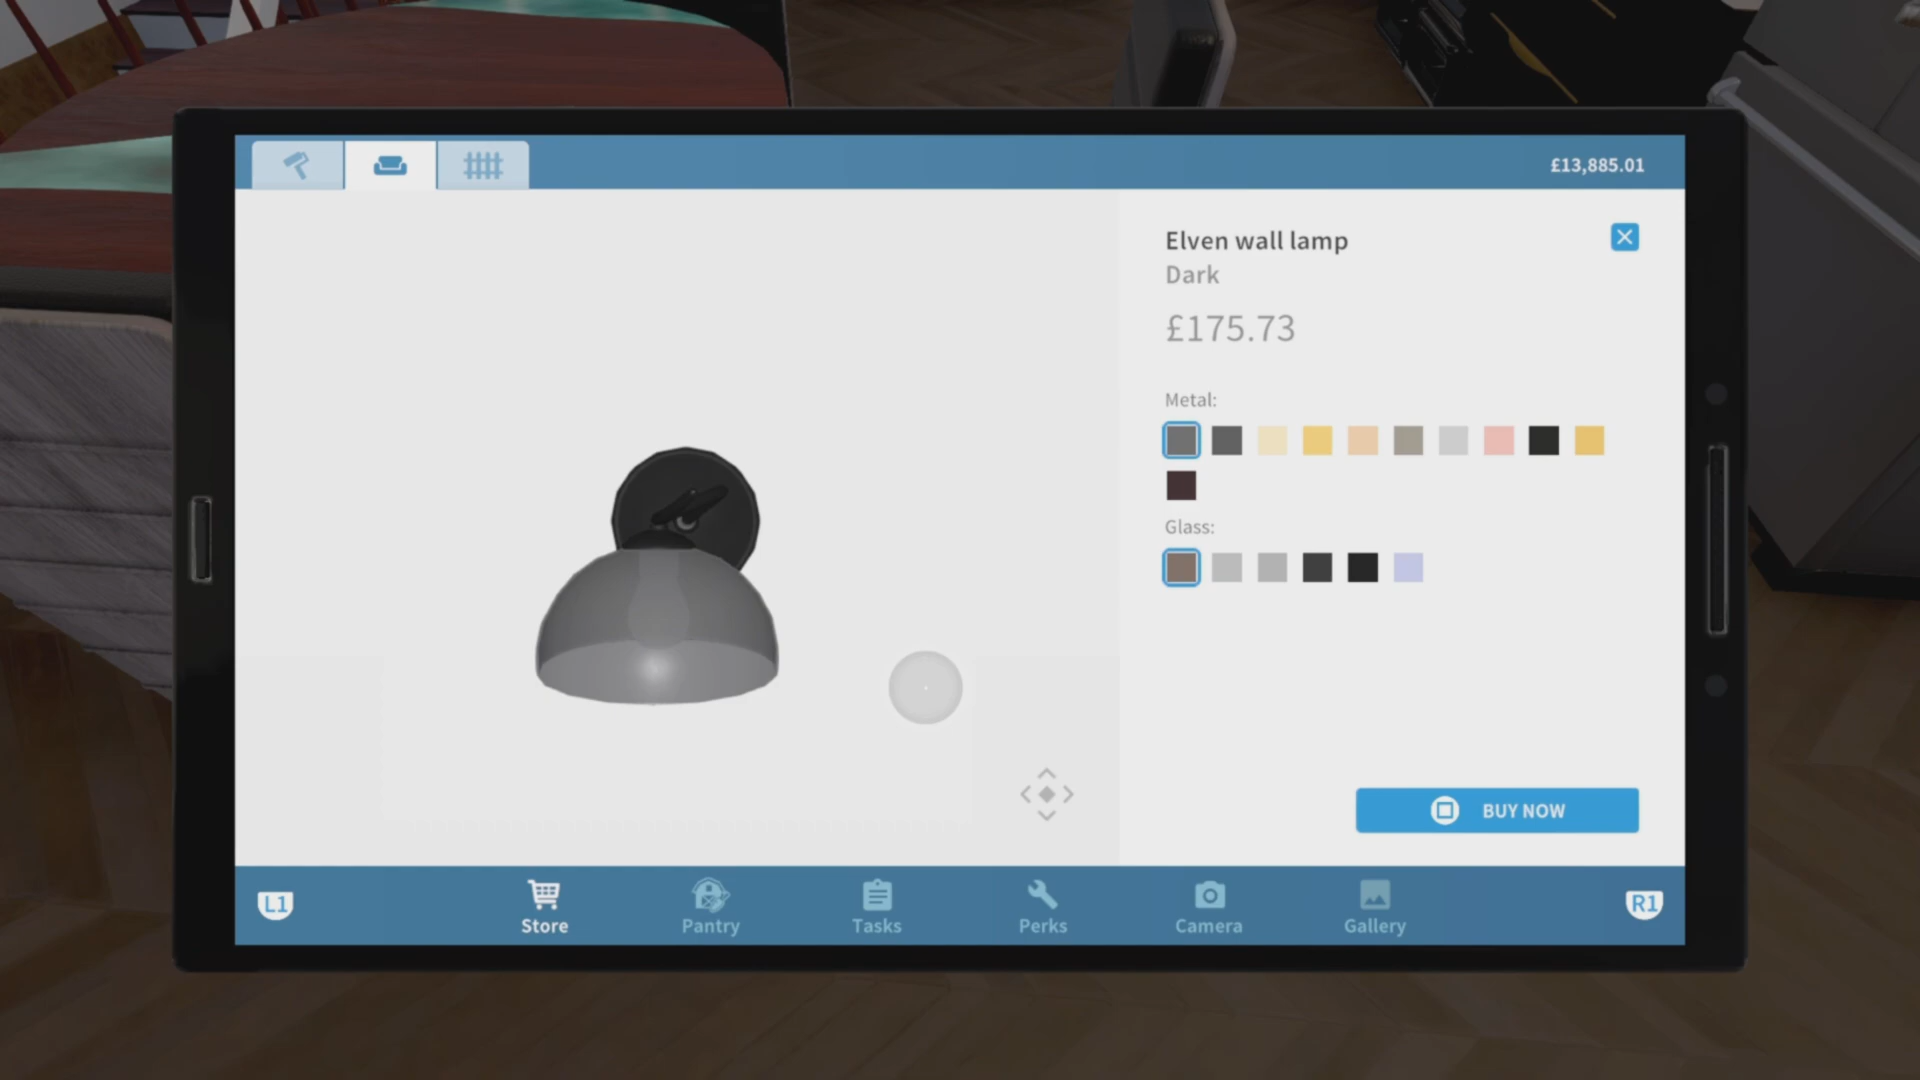 £13,885.01
Elven wall lamp
Dark
£175.73
Metal:
Glass:
BUY NOW
L1
Store
Pantry
Tasks
Perks
Camera
Gallery
R1